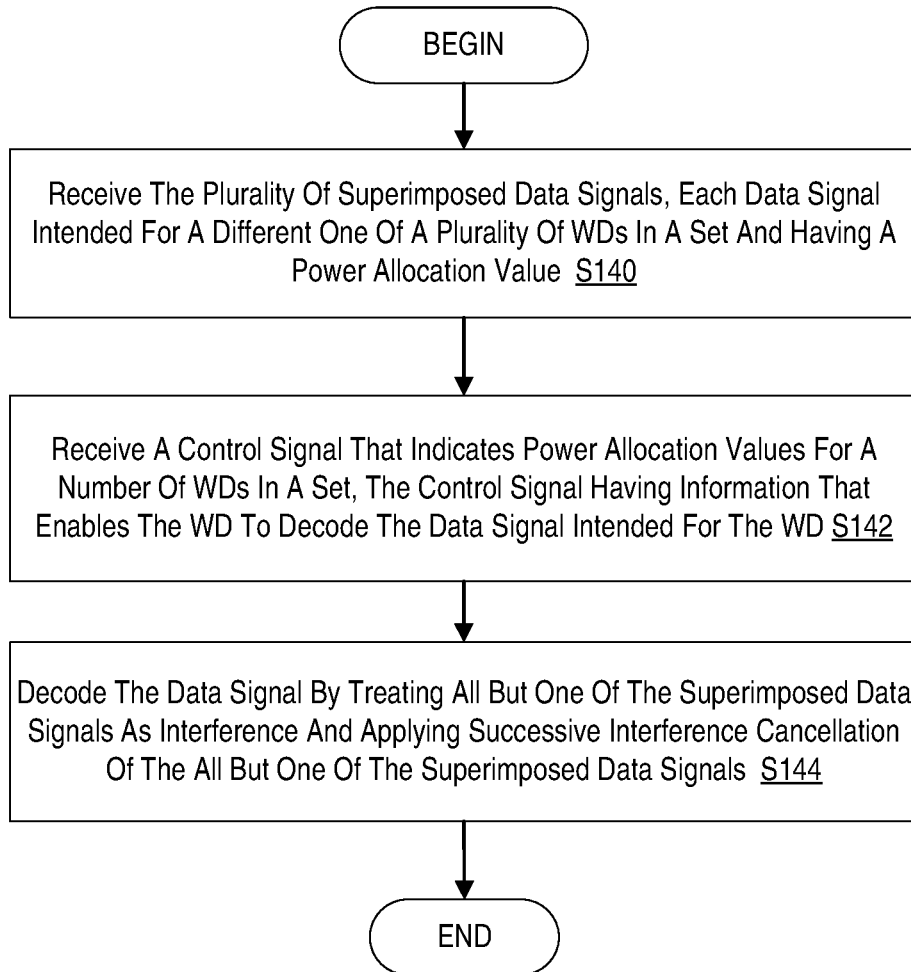 BEGIN
Receive The Plurality Of Superimposed Data Signals, Each Data Signal
Intended For A Different One Of A Plurality Of WDs In A Set And Having A
Power Allocation Value S140
Receive A Control Signal That Indicates Power Allocation Values For A
Number Of WDs In A Set, The Control Signal Having Information That
Enables The WD To Decode The Data Signal Intended For The WD S142
Decode The Data Signal By Treating All But One Of The Superimposed Data
Signals As Interference And Applying Successive Interference Cancellation
Of The All But One Of The Superimposed Data Signals S144
END